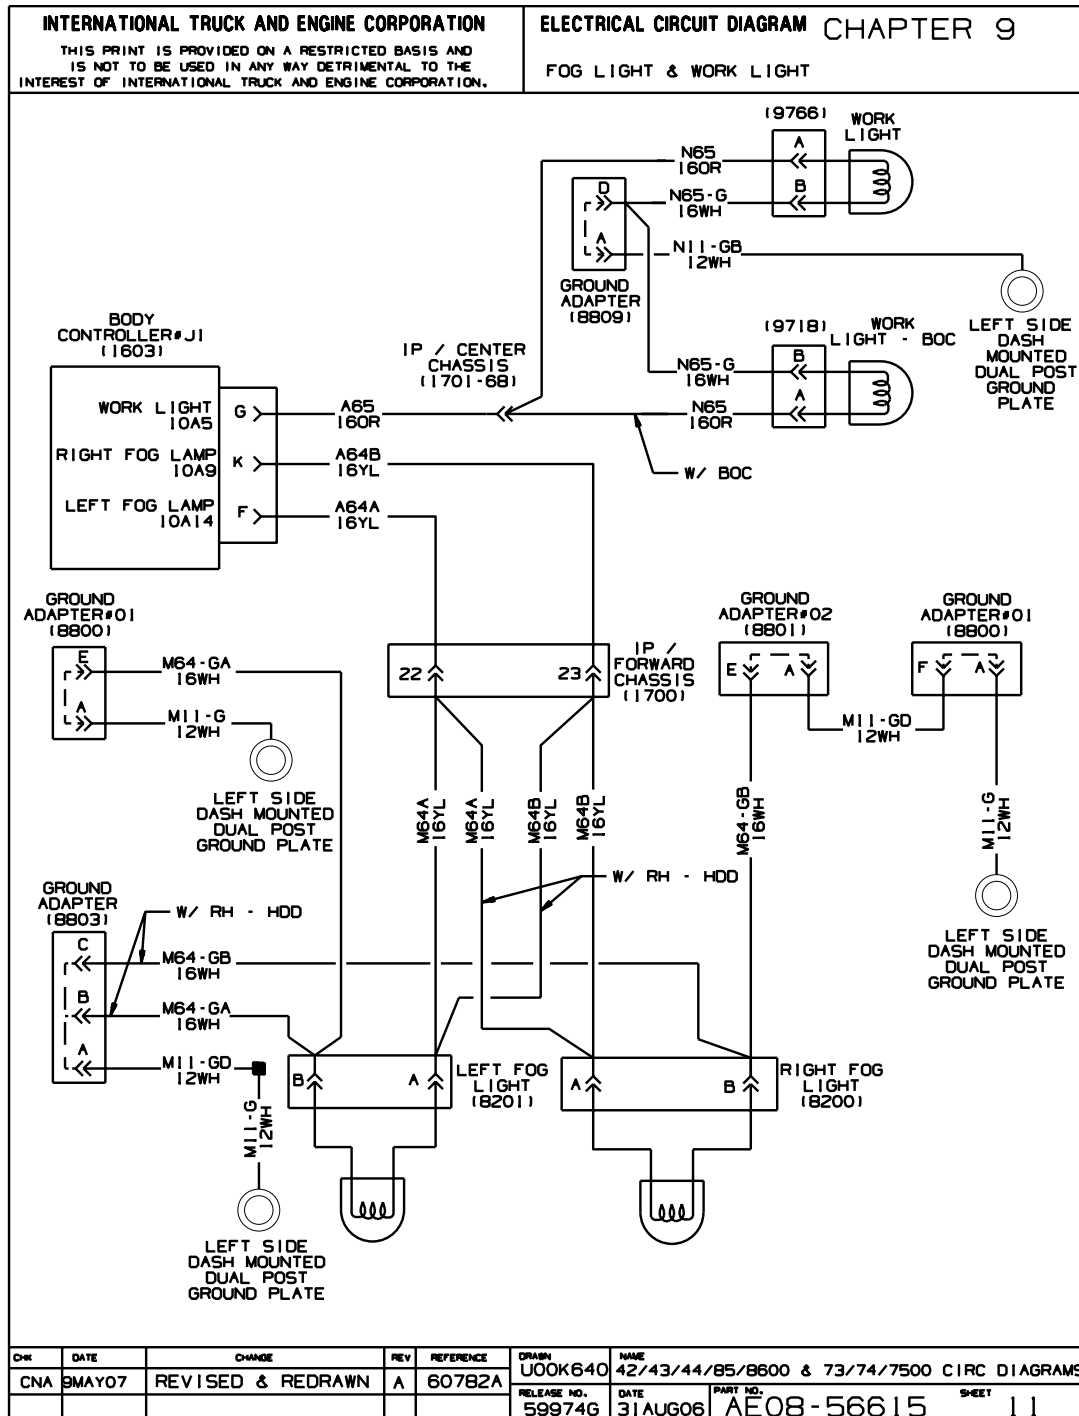 INTERNATIONAL TRUCK AND ENGINE CORPORATION
THIS PRINT IS PROVIDED ON A RESTRICTED BASIS AND
IS NOT TO BE USED IN ANY WAY DETRIMENTAL TO THE
INTEREST OF INTERNATIONAL TRUCK AND ENGINE CORPORATION.
ELECTRICAL CIRCUIT DIAGRAM CHAPTER 9
FOG LIGHT & WORK LIGHT
(9766)
WORK
LIGHT
A
B
N65
16OR
N65-G
16WH
D
A
N11-GB
12WH
GROUND
ADAPTER
(8809)
LEFT SIDE
DASH
MOUNTED
DUAL POST
GROUND
PLATE
(9718)
WORK
LIGHT - BOC
B
A
N65-G
16WH
N65
16OR
W/ BOC
IP / CENTER
CHASSIS
(1701-68)
BODY
CONTROLLER#J1
(1603)
WORK LIGHT
10A5
G
A65
16OR
RIGHT FOG LAMP
10A9
K
A64B
16YL
LEFT FOG LAMP
10A14
F
A64A
16YL
GROUND
ADAPTER#01
(8800)
E
A
M64-GA
16WH
M11-G
12WH
LEFT SIDE
DASH MOUNTED
DUAL POST
GROUND PLATE
22
23
IP /
FORWARD
CHASSIS
(1700)
GROUND
ADAPTER#02
(8801)
E
A
GROUND
ADAPTER#01
(8800)
F
A
M11-GD
12WH
M64A
16YL
M64A
16YL
M64B
16YL
M64B
16YL
M64-GB
16WH
M11-G
12WH
W/ RH - HDD
LEFT SIDE
DASH MOUNTED
DUAL POST
GROUND PLATE
GROUND
ADAPTER
(8803)
W/ RH - HDD
C
B
A
M64-GB
16WH
M64-GA
16WH
M11-GD
12WH
M11-G
12WH
B
A
LEFT FOG
LIGHT
(8201)
A
B
RIGHT FOG
LIGHT
(8200)
LEFT SIDE
DASH MOUNTED
DUAL POST
GROUND PLATE
CHK DATE CHANGE REV REFERENCE
CNA 9MAY07 REVISED & REDRAWN A 60782A
DRAWN
U00K640
NAME
42/43/44/85/8600 & 73/74/7500 CIRC DIAGRAMS
RELEASE NO.
59974G
DATE
31AUG06
PART NO.
AE08-56615
SHEET
11